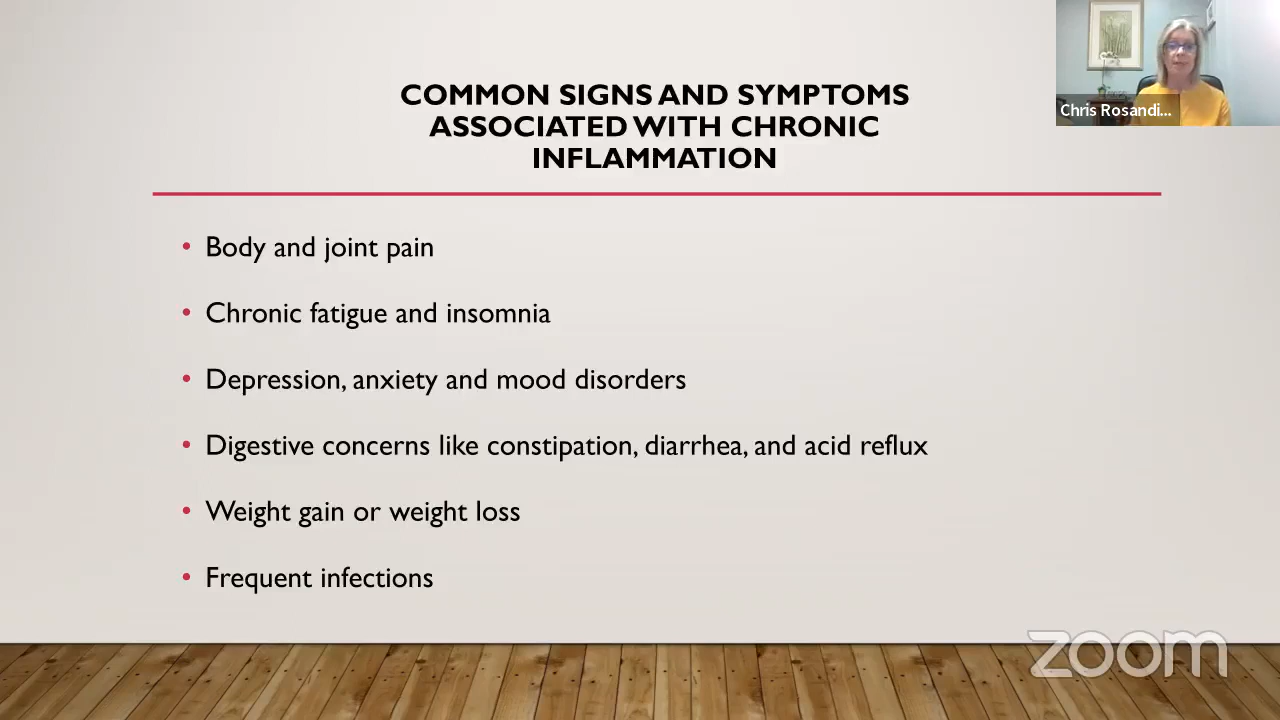 COMMON SIGNS AND SYMPTOMS
ASSOCIATED WITH CHRONIC
INFLAMMATION
Chris Rosandi...
• Body and joint pain
• Chronic fatigue and insomnia
• Depression, anxiety and mood disorders
• Digestive concerns like constipation, diarrhea, and acid reflux
• Weight gain or weight loss
• Frequent infections
zoom